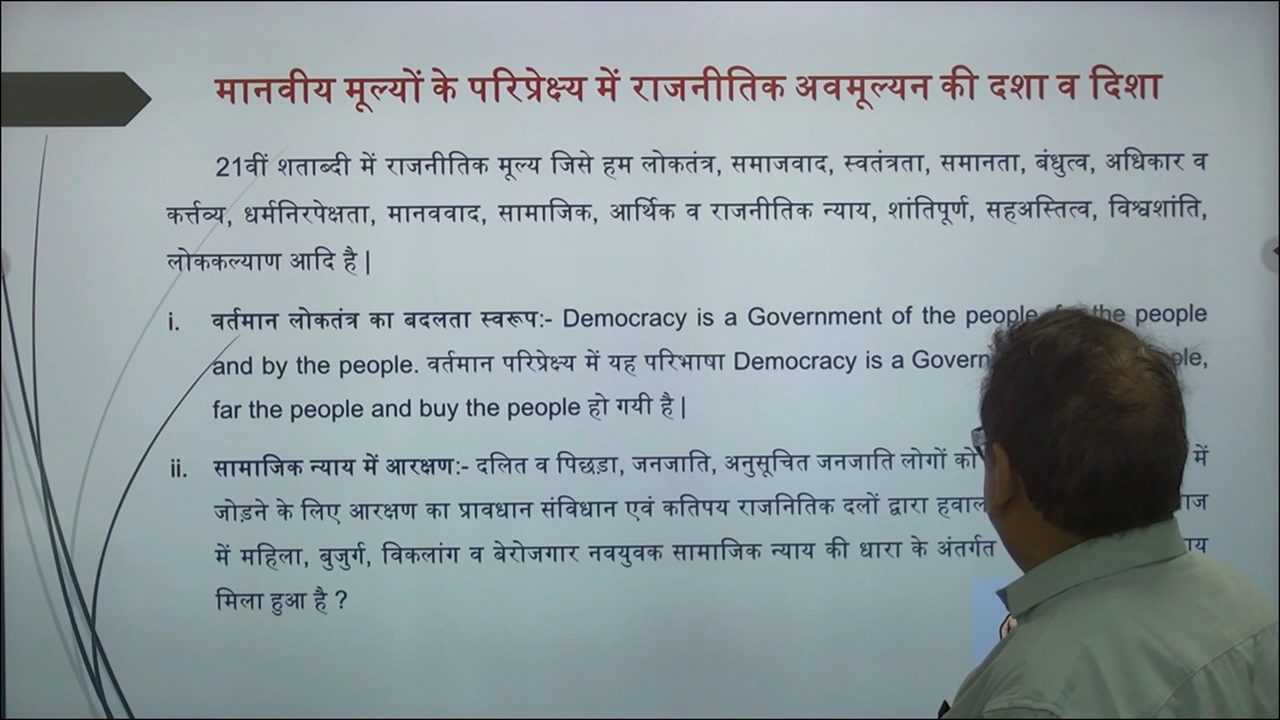 मानवीय मूल्यों के परिप्रेक्ष्य में राजनीतिक अवमूल्यन की दशा व दिशा
21वीं शताब्दी में राजनीतिक मूल्य जिसे हम लोकतंत्र, समाजवाद, स्वतंत्रता, समानता, बंधुत्व, अधिकार व
कर्त्तव्य, धर्मनिरपेक्षता, मानववाद, सामाजिक, आर्थिक व राजनीतिक न्याय, शांतिपूर्ण, सहअस्तित्व, विश्वशांति,
लोककल्याण आदि है |
i. वर्तमान लोकतंत्र का बदलता स्वरूप:- Democracy is a Government of the people the people
and by the people. वर्तमान परिप्रेक्ष्य में यह परिभाषा Democracy is a
far the people and buy the people हो गयी है |
ii. सामाजिक न्याय में आरक्षण:- दलित व पिछड़ा, जनजाति, अनुसूचित जनजाति लोगों को में
जोड़ने के लिए आरक्षण का प्रावधान संविधान एवं कतिपय राजनितिक दलों द्वारा
में महिला, बुजुर्ग, विकलांग व बेरोजगार नवयुवक सामाजिक न्याय की धारा के अंतर्गत
मिला हुआ है ?